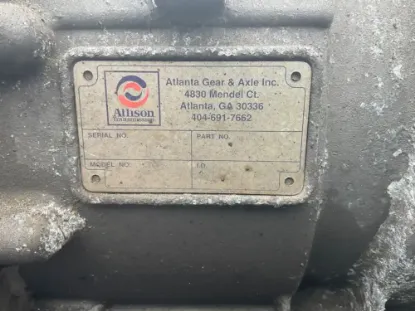 Atlanta Gear & Axle Inc.
4830 Mendel Ct.
Atlanta, GA 30336
404-691-7652
Allison
SERIAL NO.
PART NO.
MODEL NO.
I.D.